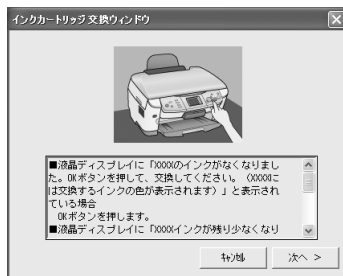 インクカートリッジ交換ウィンドウ
■液晶ディスプレイに「XXXXのインクがなくなりまし
た。OKボタンを押して、交換してください。（XXXXに
は交換するインクの色が表示されます）」と表示され
ている場合
OKボタンを押します。
■液晶ディスプレイに「XXXXインクが残り少なくなり
ｷｬﾝｾﾙ
次へ >